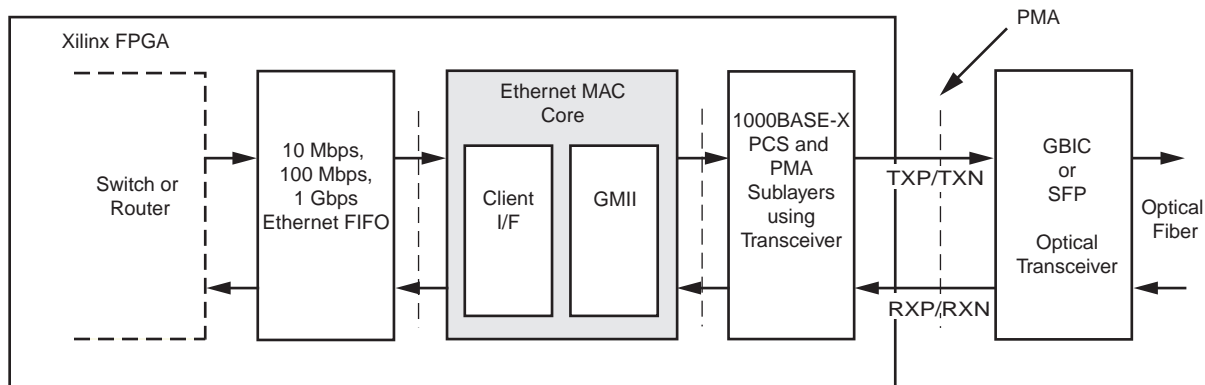 Xilinx FPGA
PMA
Switch or
Router
10 Mbps,
100 Mbps,
1 Gbps
Ethernet FIFO
Ethernet MAC
Core
Client
I/F
GMII
1000BASE-X
PCS and
PMA
Sublayers
using
Transceiver
TXP/TXN
RXP/RXN
GBIC
or
SFP
Optical
Transceiver
Optical
Fiber